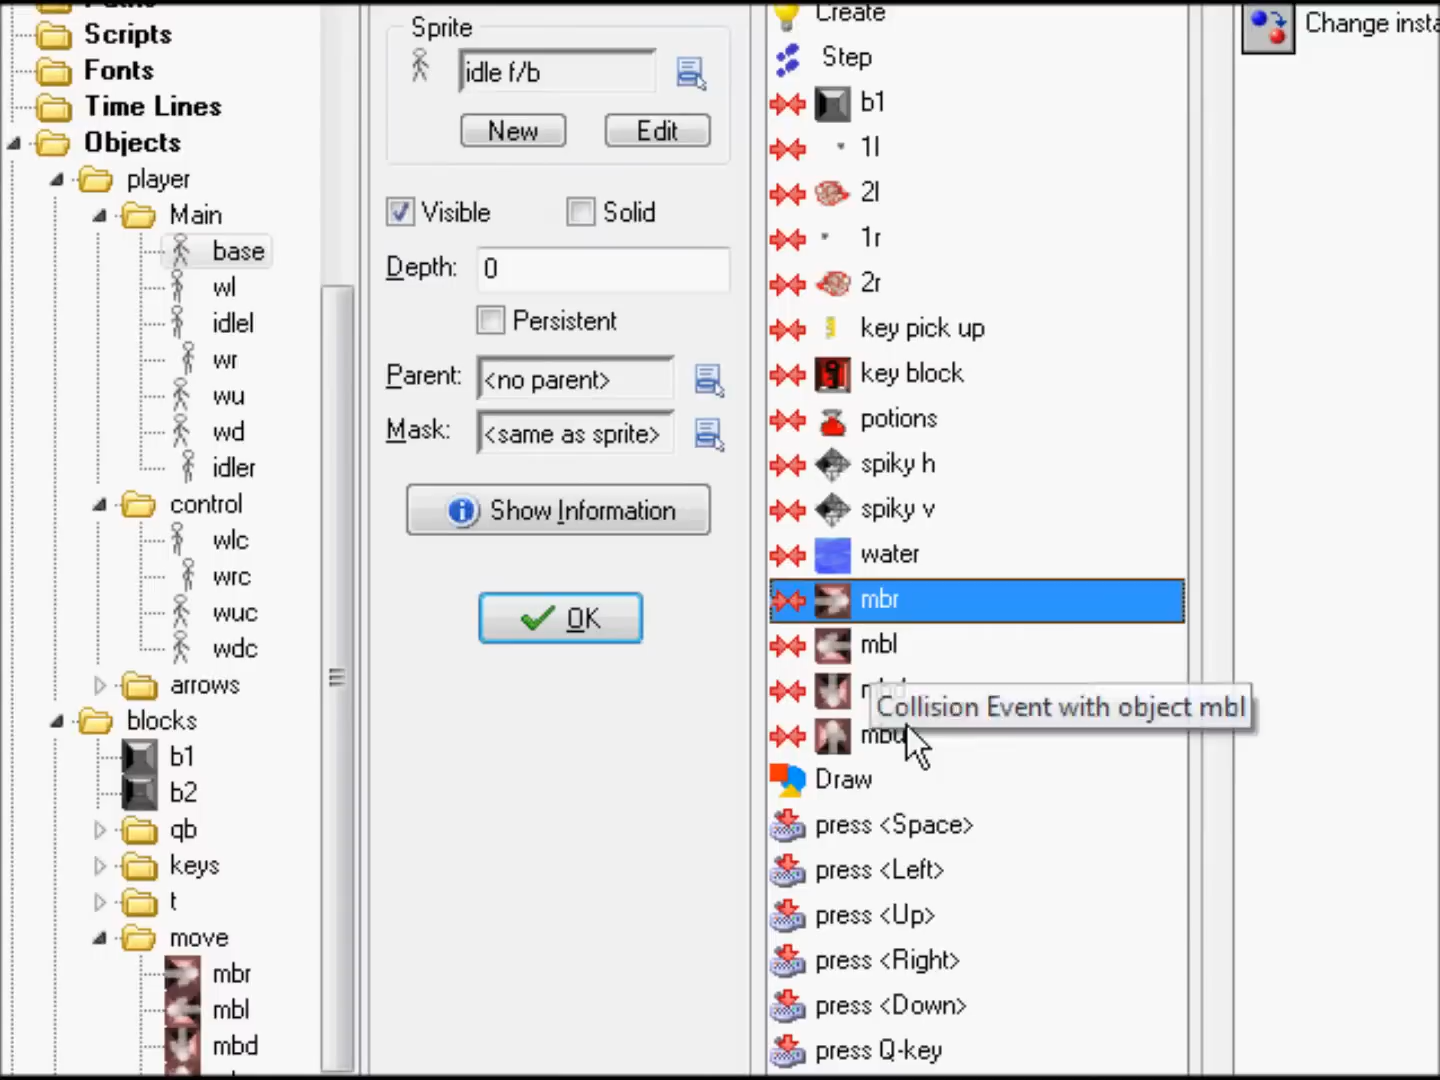 Scripts
Fonts
Time Lines
Objects
player
Main
base
wl
idlel
wr
wu
wd
idler
control
wlc
wrc
wuc
wdc
arrows
blocks
b1
b2
qb
keys
t
move
mbr
mbl
mbd
Sprite
idle f/b
New
Edit
Visible
Solid
Depth:
0
Persistent
Parent:
<no parent>
Mask:
<same as sprite>
Show Information
OK
Create
Step
b1
1l
2l
1r
2r
key pick up
key block
potions
spiky h
spiky v
water
mbr
mbl
Collision Event with object mbl
mbu
Draw
press <Space>
press <Left>
press <Up>
press <Right>
press <Down>
press Q-key
Change insta